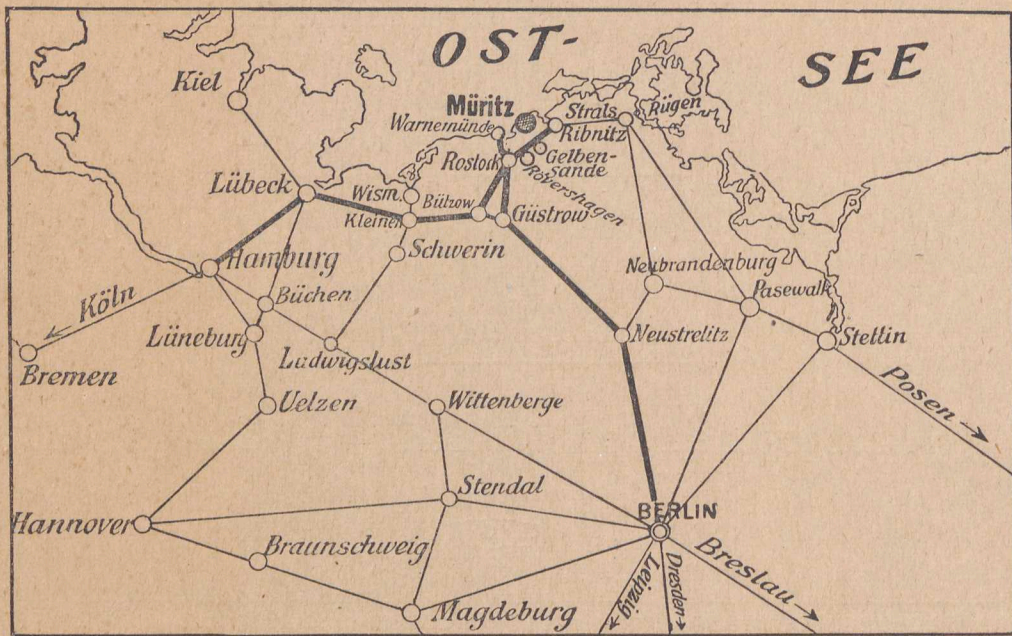 OST-
SEE
Kiel
Müritz
Warnemünde
Strals
Rügen
Ribnitz
Gelben-
sande
Rövershagen
Rostock
Lübeck
Wism.
Kleinen
Bützow
Güstrow
Schwerin
Hamburg
Neubrandenburg
Pasewalk
Köln
Büchen
Lüneburg
Ludwigslust
Neustrelitz
Stettin
Bremen
Posen
Uelzen
Wittenberge
Stendal
Hannover
BERLIN
Braunschweig
Breslau
Leipzig
Dresden
Magdeburg